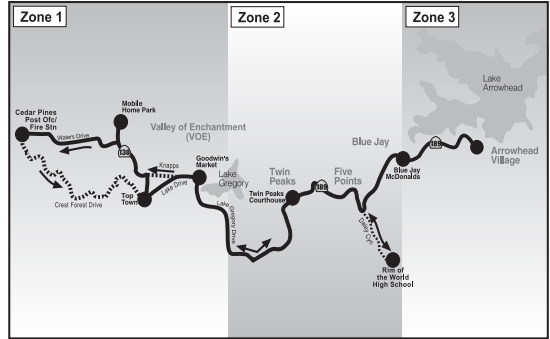 Zone 1
Zone 2
Zone 3
Lake
Arrowhead
Cedar Pines
Post Ofc/
Fire Stn
Mobile
Home Park
Waters Drive
Valley of Enchantment
(VOE)
138
Knapps
Goodwin's
Market
Lake
Gregory
Lake Drive
Crest Forest Drive
Top
Town
Lake Gregory Drive
Twin
Peaks
Twin Peaks
Courthouse
189
Five
Points
Blue Jay
Blue Jay
McDonalds
189
Arrowhead
Village
Daley Cyn
Rim of
the World
High School